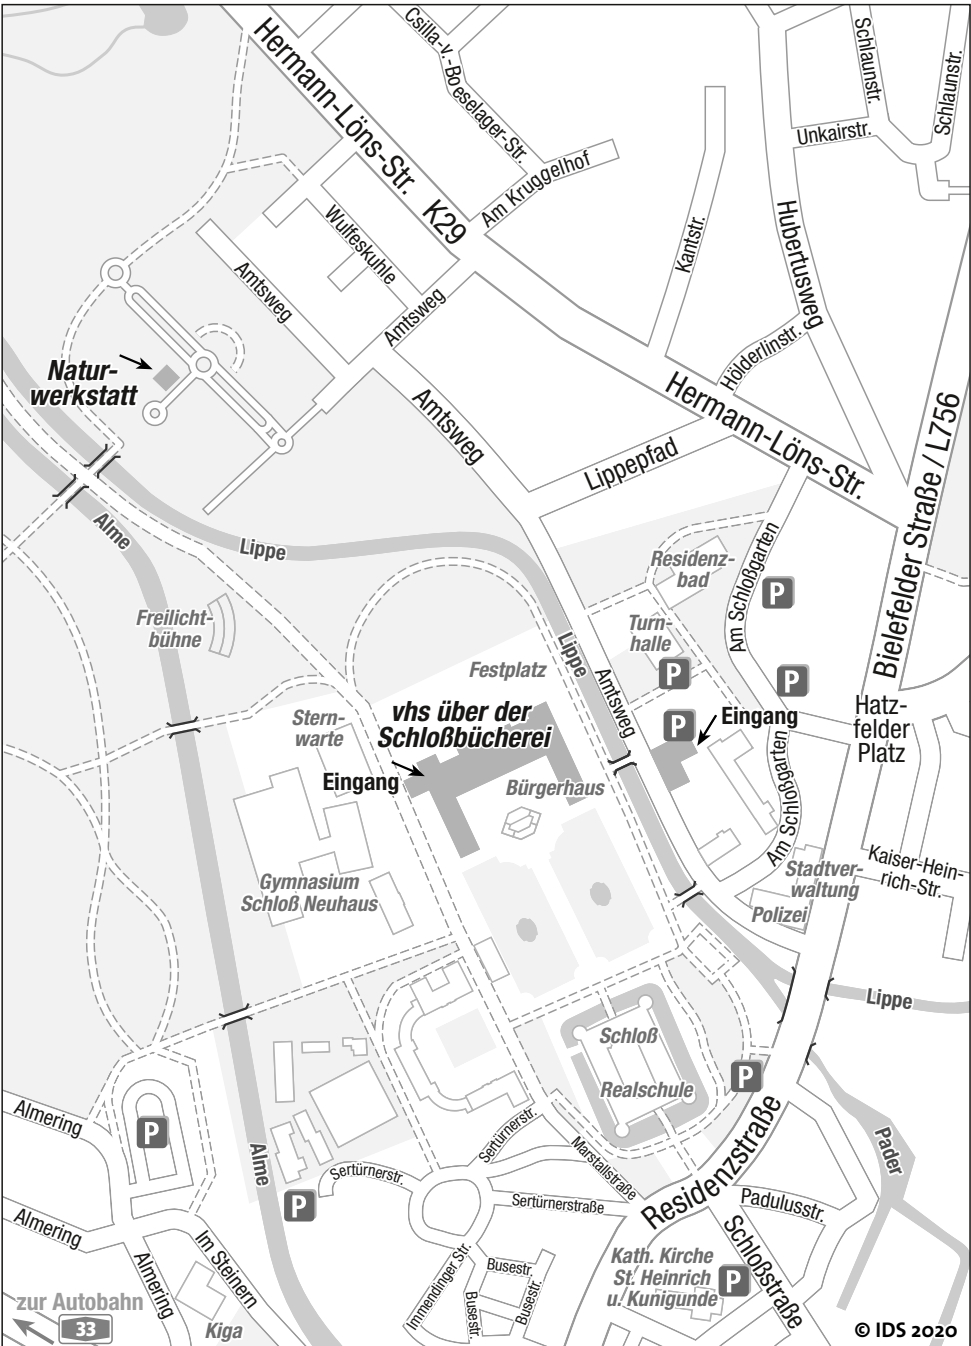 Csilla-v.-Boeselager-Str.
Hermann-Löns-Str. K29
Am Kruggelhof
Schlaunstr.
Schlaunstr.
Unkairstr.
Wulfeskuhle
Kantstr.
Hubertusweg
Amtsweg
Amtsweg
Hölderlinstr.
Natur-
werkstatt
Hermann-Löns-Str.
Amtsweg
Bielefelder Straße / L756
Lippepfad
Alme
Lippe
Residenz-
bad
Am Schloßgarten
P
Freilicht-
bühne
Turn-
halle
Lippe
Festplatz
P
P
Amtsweg
Stern-
warte
vhs über der
Schloßbücherei
P
Eingang
Hatz-
felder
Platz
Eingang
Bürgerhaus
Am Schloßgarten
Gymnasium
Schloß Neuhaus
Stadtver-
waltung
Kaiser-Hein-
rich-Str.
Polizei
Lippe
Schloß
P
Realschule
Almering
P
Sertürnerstr.
Residenzstraße
Pader
Alme
Sertürnerstr.
Marstallstraße
P
Sertürnerstraße
Padulusstr.
Almering
Im Steinern
Almering
Immendinger Str.
Busestr.
Busestr.
Busestr.
Kath. Kirche
St. Heinrich
u. Kunigunde
P
Schloßstraße
zur Autobahn
33
Kiga
© IDS 2020